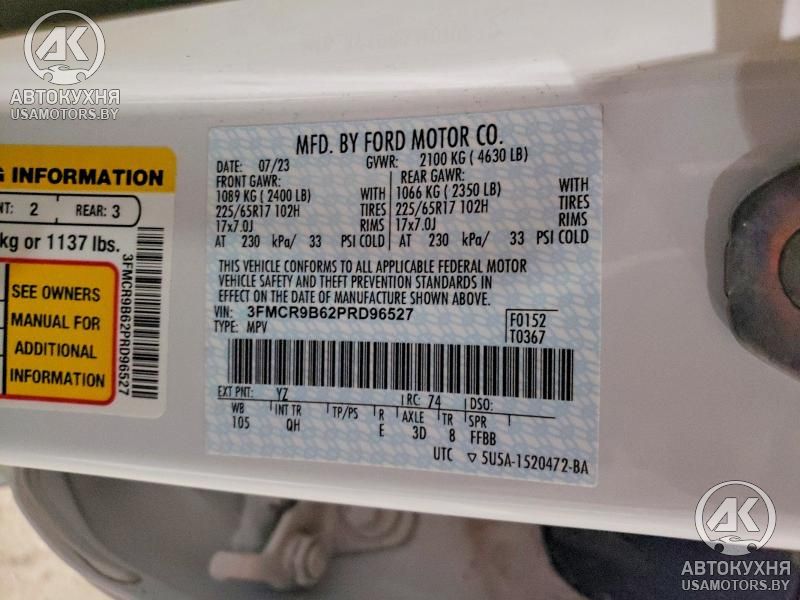 AK
АВТОКУХНЯ
USAMOTORS.BY
G INFORMATION
NT: 2 REAR: 3
kg or 1137 lbs.
SEE OWNERS
MANUAL FOR
ADDITIONAL
INFORMATION
3FMCR9B62PRD96527
MFD. BY FORD MOTOR CO.
DATE: 07/23 GVWR: 2100 KG ( 4630 LB)
FRONT GAWR: REAR GAWR:
1089 KG ( 2400 LB) WITH 1066 KG ( 2350 LB) WITH
225/65R17 102H TIRES 225/65R17 102H TIRES
17x7.0J RIMS 17x7.0J RIMS
AT 230 kPa/ 33 PSI COLD AT 230 kPa/ 33 PSI COLD
THIS VEHICLE CONFORMS TO ALL APPLICABLE FEDERAL MOTOR
VEHICLE SAFETY AND THEFT PREVENTION STANDARDS IN
EFFECT ON THE DATE OF MANUFACTURE SHOWN ABOVE.
VIN: 3FMCR9B62PRD96527 F0152
TYPE: MPV T0367
EXT PNT: YZ RC: 74 DSO:
WB INT TR TP/PS R AXLE TR SPR
105 QH E 3D 8 FFBB
UTC ▽5U5A-1520472-BA
AK
АВТОКУХНЯ
USAMOTORS.BY